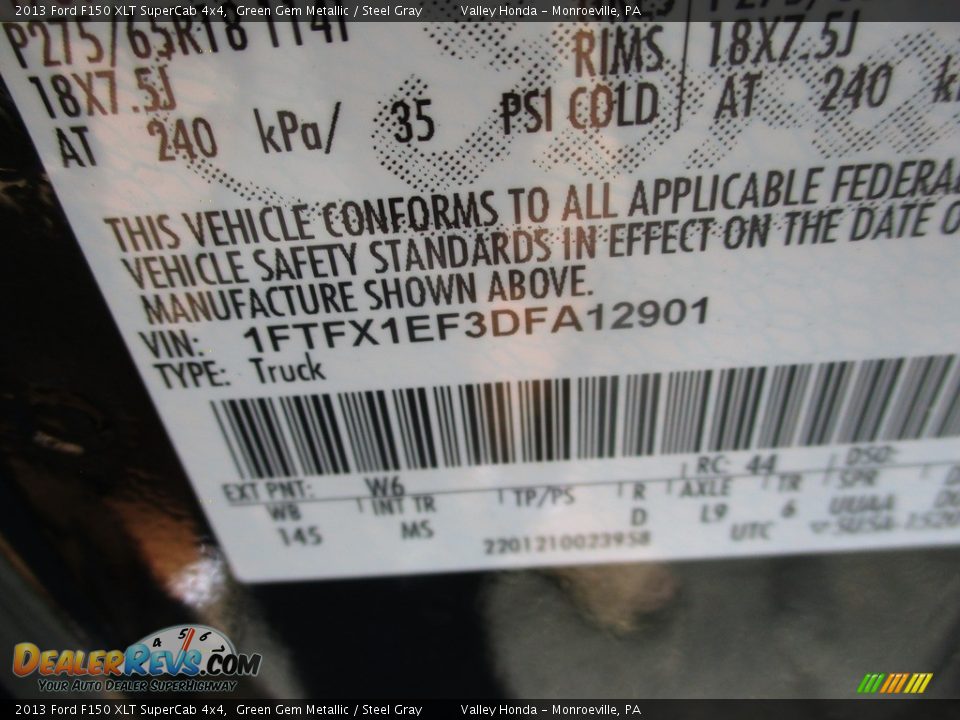 2013 Ford F150 XLT SuperCab 4x4, Green Gem Metallic / Steel Gray Valley Honda - Monroeville, PA
P275/65R18 114T
18X7.5J
RIMS 18X7.5J
AT 240 kPa/ 35 PSI COLD AT 240
THIS VEHICLE CONFORMS TO ALL APPLICABLE FEDERAL
VEHICLE SAFETY STANDARDS IN EFFECT ON THE DATE O
MANUFACTURE SHOWN ABOVE.
VIN: 1FTFX1EF3DFA12901
TYPE: Truck
EXT PNT: W6 RC: 44 DSO:
WB INT TR TP/PS R AXLE TR SPR
145 MS D L9 6 UUAA
2201210023958 UTC
DEALERREVS.COM
YOUR AUTO DEALER SUPERHIGHWAY
2013 Ford F150 XLT SuperCab 4x4, Green Gem Metallic / Steel Gray Valley Honda - Monroeville, PA